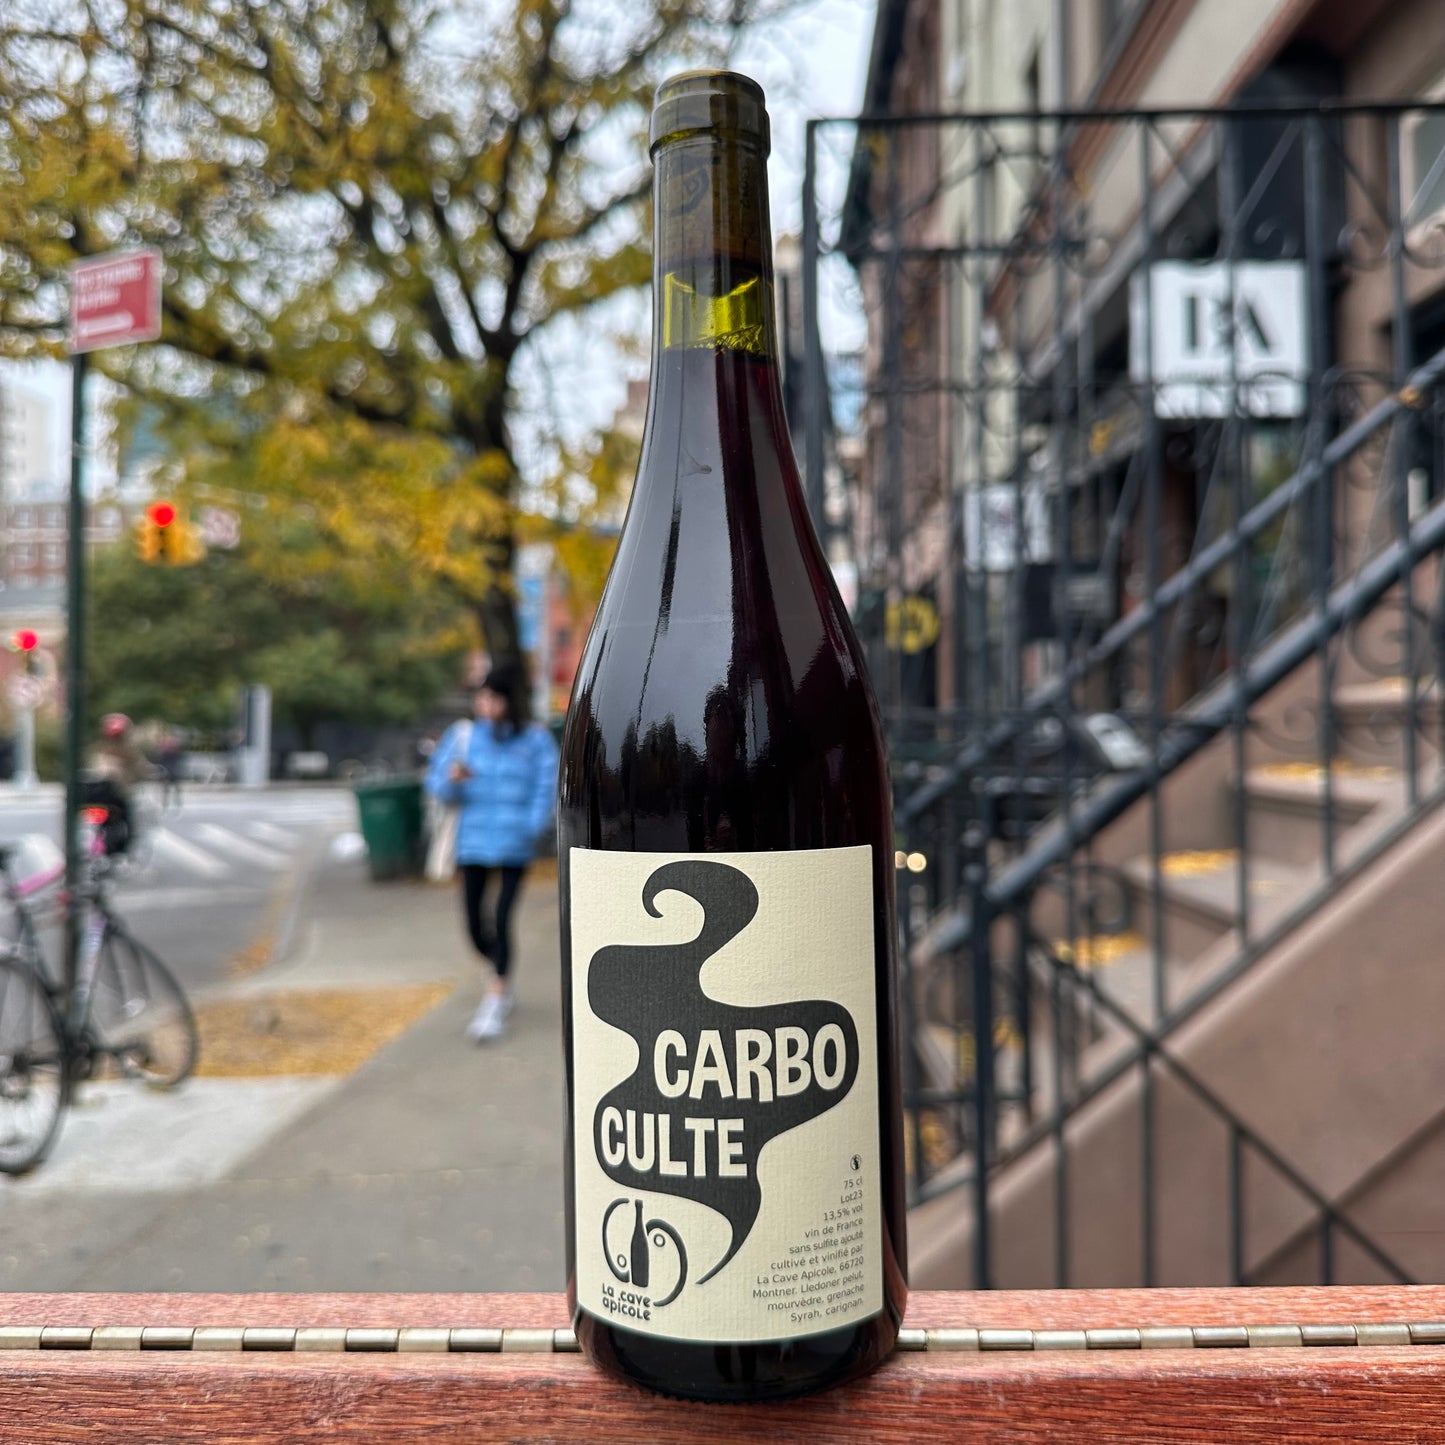 CARBO
CULTE
75 cl
Lot23
13,5% vol
vin de France
sans sulfite ajouté
cultivé et vinifié par
La Cave Apicole, 66720
Montner. Lledoner pelut,
mourvèdre, grenache
Syrah, carignan.
La cave
apicole